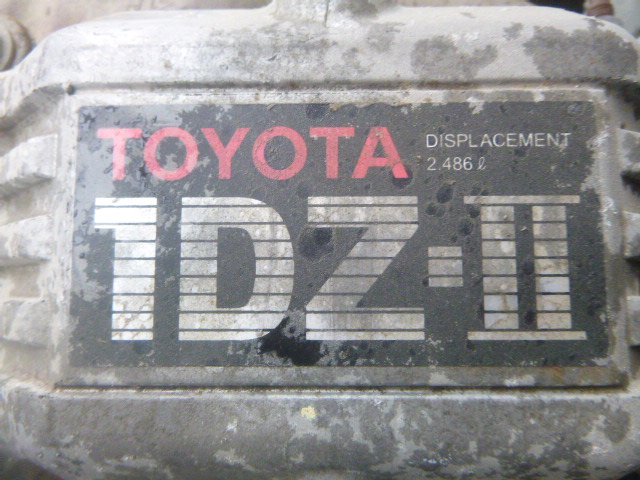 TOYOTA
DISPLACEMENT
2.486 ℓ
1DZ-II